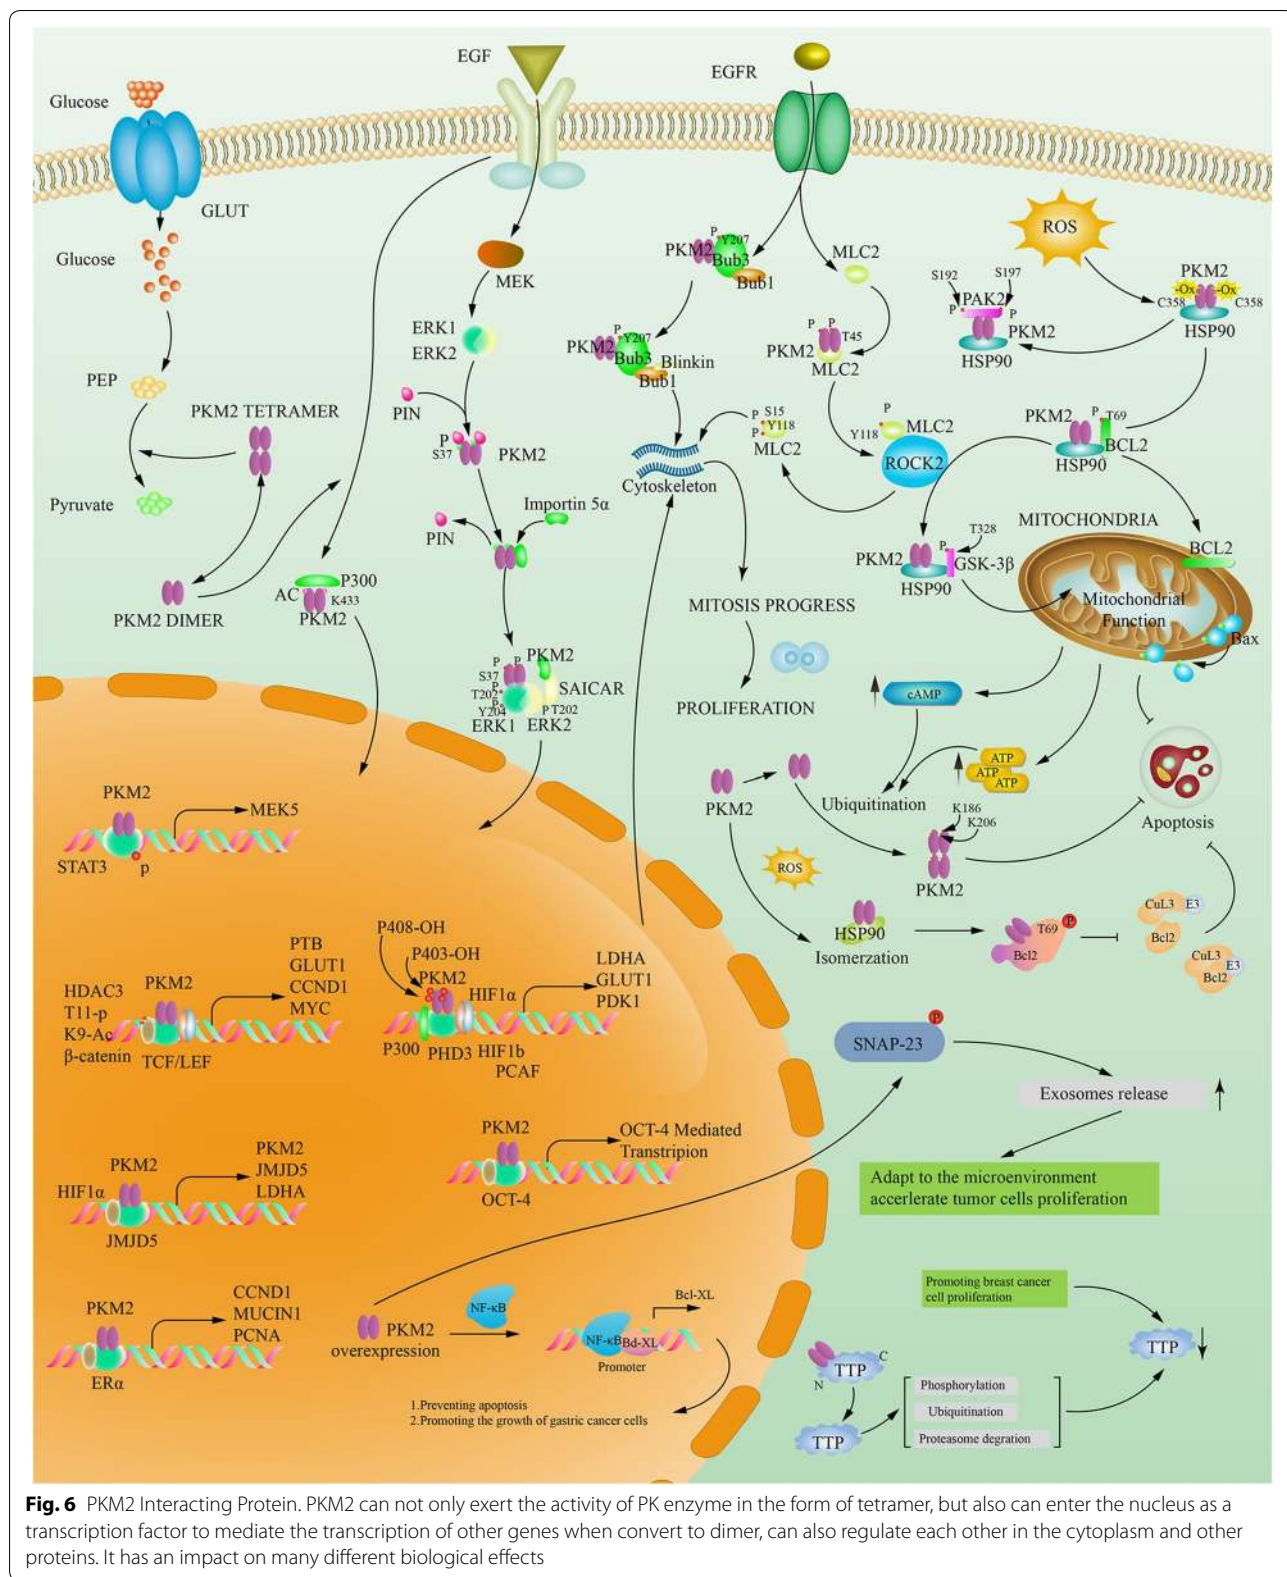 EGF
EGFR
Glucose
GLUT
Glucose
PEP
PKM2 TETRAMER
Pyruvate
PKM2 DIMER
MEK
ERK1
ERK2
PIN
P
S37
PKM2
Importin 5α
PIN
AC
P300
K433
PKM2
P
S37
P
PKM2
P
T202
P
Y204
SAICAR
P T202
ERK1
ERK2
P
Y207
PKM2
Bub3
Bub1
P
Y207
PKM2
Bub3
Blinkin
Bub1
Cytoskeleton
MLC2
P
P
T45
PKM2
MLC2
P
S15
P
Y118
MLC2
P
Y118
MLC2
ROCK2
ROS
S192
S197
P
PAK2
P
PKM2
HSP90
PKM2
-Ox
-Ox
C358
C358
HSP90
PKM2
P
T69
BCL2
HSP90
MITOCHONDRIA
T328
P
PKM2
GSK-3β
HSP90
BCL2
Mitochondrial
Function
Bax
MITOSIS PROGRESS
PROLIFERATION
cAMP
ATP
ATP
ATP
Ubiquitination
Apoptosis
PKM2
K186
K206
PKM2
ROS
HSP90
Isomerzation
T69
P
Bcl2
CuL3
E3
Bcl2
CuL3
E3
Bcl2
PKM2
MEK5
STAT3
p
PTB
GLUT1
CCND1
MYC
HDAC3
T11-p
K9-Ac
β-catenin
PKM2
TCF/LEF
P408-OH
P403-OH
PKM2
HIF1α
LDHA
GLUT1
PDK1
P300
PHD3
HIF1b
PCAF
P
SNAP-23
Exosomes release
Adapt to the microenvironment
accerlerate tumor cells proliferation
PKM2
OCT-4 Mediated
Transtripion
OCT-4
PKM2
JMJD5
LDHA
PKM2
HIF1α
JMJD5
CCND1
MUCIN1
PCNA
PKM2
ERα
PKM2
overexpression
NF-κB
Bcl-XL
NF-κB
Bd-XL
Promoter
1.Preventing apoptosis
2.Promoting the growth of gastric cancer cells
Promoting breast cancer
cell proliferation
TTP
N
TTP
C
TTP
Phosphorylation
Ubiquitination
Proteasome degration
Fig. 6 PKM2 Interacting Protein. PKM2 can not only exert the activity of PK enzyme in the form of tetramer, but also can enter the nucleus as a
transcription factor to mediate the transcription of other genes when convert to dimer, can also regulate each other in the cytoplasm and other
proteins. It has an impact on many different biological effects